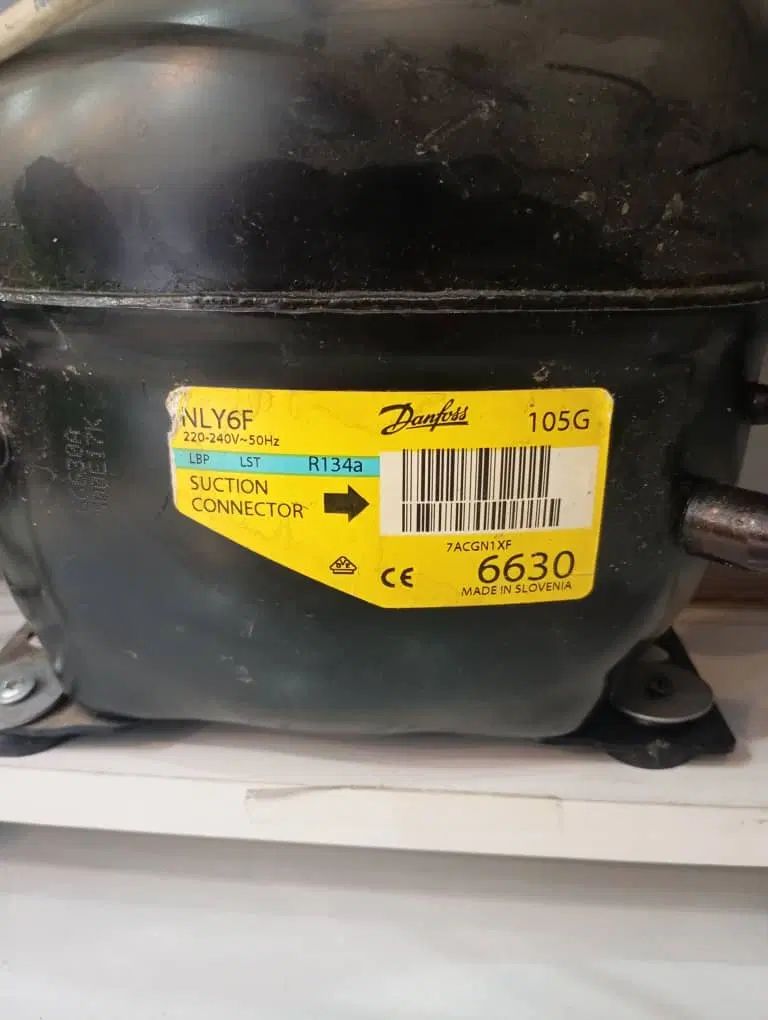 NLY6F
Danfoss
105G
220-240V~50Hz
LBP LST R134a
SUCTION
CONNECTOR
7ACGN1XF
6630
CE
MADE IN SLOVENIA